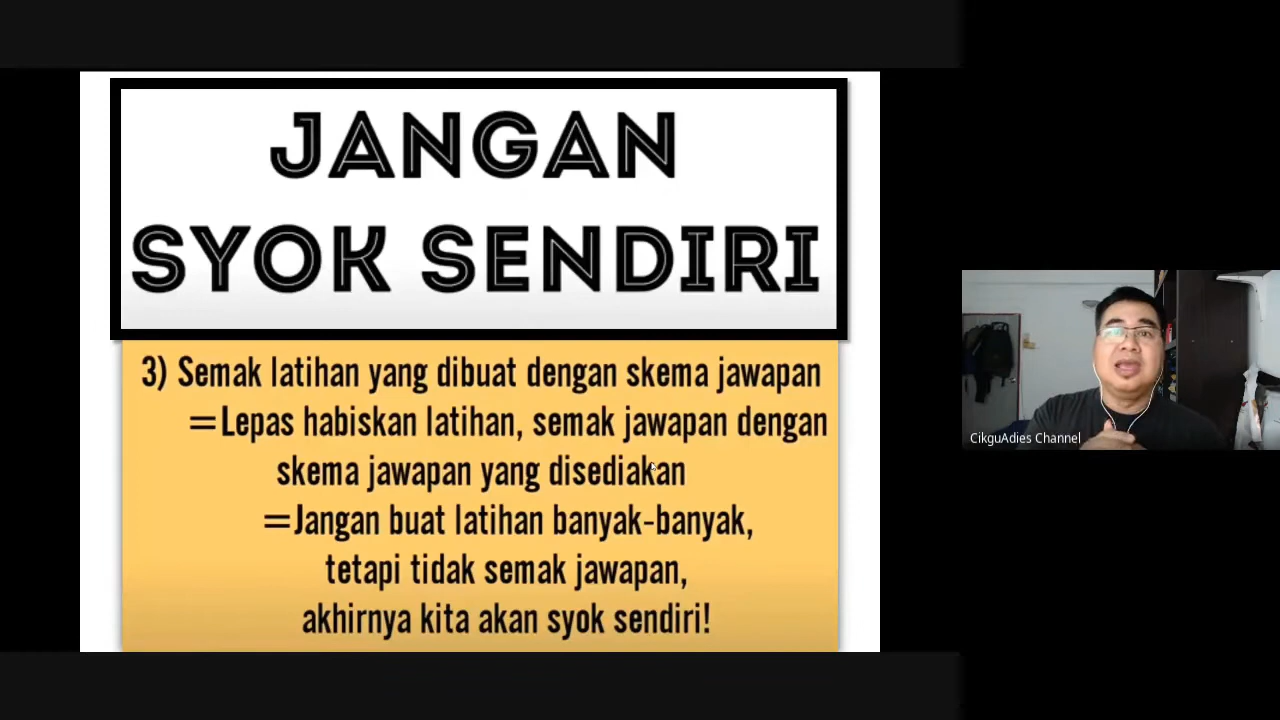 JANGAN
SYOK SENDIRI
3) Semak latihan yang dibuat dengan skema jawapan
=Lepas habiskan latihan, semak jawapan dengan
skema jawapan yang disediakan
=Jangan buat latihan banyak-banyak,
tetapi tidak semak jawapan,
akhirnya kita akan syok sendiri!
CikguAdies Channel